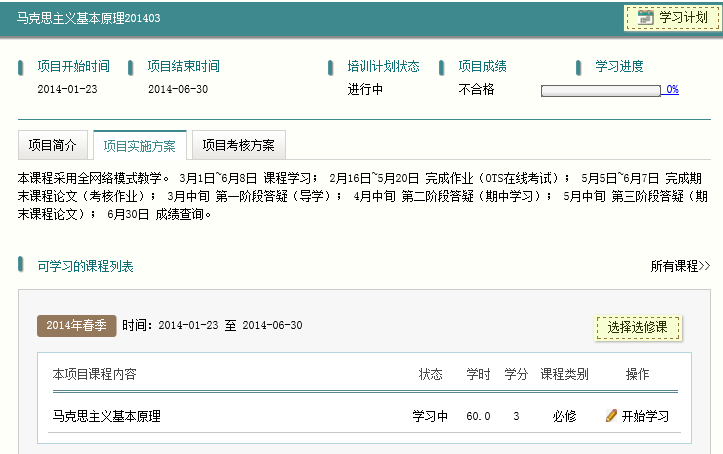 马克思主义基本原理201403
学习计划
项目开始时间 项目结束时间 培训计划状态 项目成绩 学习进度
2014-01-23 2014-06-30 进行中 不合格 0%
项目简介 项目实施方案 项目考核方案
本课程采用全网络模式教学。 3月1日~6月8日 课程学习； 2月16日~5月20日 完成作业（OTS在线考试）； 5月5日~6月7日 完成期
末课程论文（考核作业）； 3月中旬 第一阶段答疑（导学）； 4月中旬 第二阶段答疑（期中学习）； 5月中旬 第三阶段答疑（期
末课程论文）； 6月30日 成绩查询。
可学习的课程列表 所有课程>>
2014年春季 时间: 2014-01-23 至 2014-06-30 选择选修课
本项目课程内容 状态 学时 学分 课程类别 操作
马克思主义基本原理 学习中 60.0 3 必修 开始学习